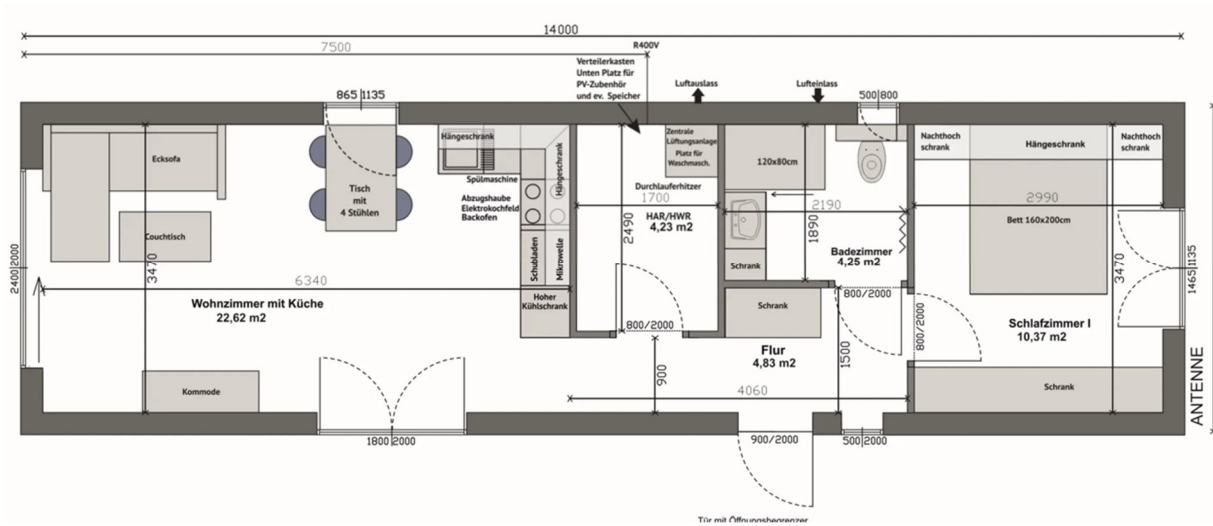 14000
7500
R400V
Verteilerkasten
Unten Platz für
PV-Zubenhör
und ev. Speicher
Luftauslass
Lufteinlass
865|1135
500|800
Ecksofa
Couchtisch
3470
2400|2000
6340
Tisch
mit
4 Stühlen
Hängeschrank
Spülmaschine
Abzugshaube
Elektrokochfeld
Backofen
Hängeschrank
Schubladen
Mikrowelle
Hoher
Kühlschrank
Wohnzimmer mit Küche
22,62 m2
Kommode
1800|2000
Zentrale
Lüftungsanlage
Platz für
Waschmasch.
Durchlauferhitzer
1700
2490
HAR/HWR
4,23 m2
800/2000
900
120x80cm
2190
1890
Schrank
Badezimmer
4,25 m2
800/2000
Schrank
Flur
4,83 m2
1500
4060
800/2000
900/2000
500|2000
Nachthoch
schrank
Hängeschrank
Nachthoch
schrank
2990
Bett 160x200cm
3470
1465|1135
Schlafzimmer I
10,37 m2
Schrank
ANTENNE
Tür mit Öffnungsbegrenzer